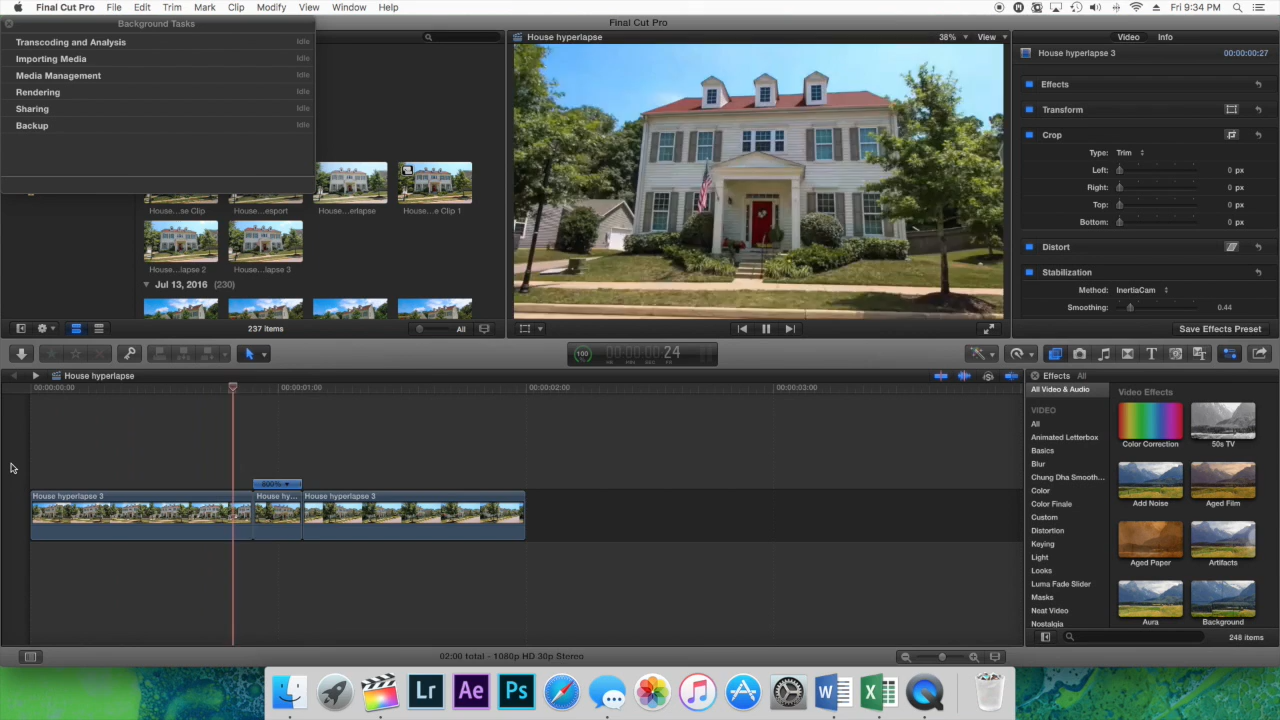 Final Cut Pro File Edit Trim Mark Clip Modify View Window Help
Fri 9:34 PM
Background Tasks
Final Cut Pro
Transcoding and Analysis Idle
Importing Media Idle
Media Management Idle
Rendering Idle
Sharing Idle
Backup Idle
House...se Clip
House...esport
House...erlapse
House...e Clip 1
House...lapse 2
House...lapse 3
Jul 13, 2016 (230)
237 items
All
House hyperlapse
38%
View
Video Info
House hyperlapse 3 00:00:00:27
Effects
Transform
Crop
Type: Trim
Left: 0 px
Right: 0 px
Top: 0 px
Bottom: 0 px
Distort
Stabilization
Method: InertiaCam
Smoothing: 0.44
Save Effects Preset
100
00:00:00:24
HR MIN SEC FR
House hyperlapse
00:00:00:00 00:00:01:00 00:00:02:00 00:00:03:00
800%
House hyperlapse 3
House hy...
House hyperlapse 3
02:00 total - 1080p HD 30p Stereo
Effects All
All Video & Audio
VIDEO
All
Animated Letterbox
Basics
Blur
Chung Dha Smooth...
Color
Color Finale
Custom
Distortion
Keying
Light
Looks
Luma Fade Slider
Masks
Neat Video
Nostalgia
Video Effects
Color Correction
50s TV
Add Noise
Aged Film
Aged Paper
Artifacts
Aura
Background
248 items
Lr
Ae
Ps
W
X